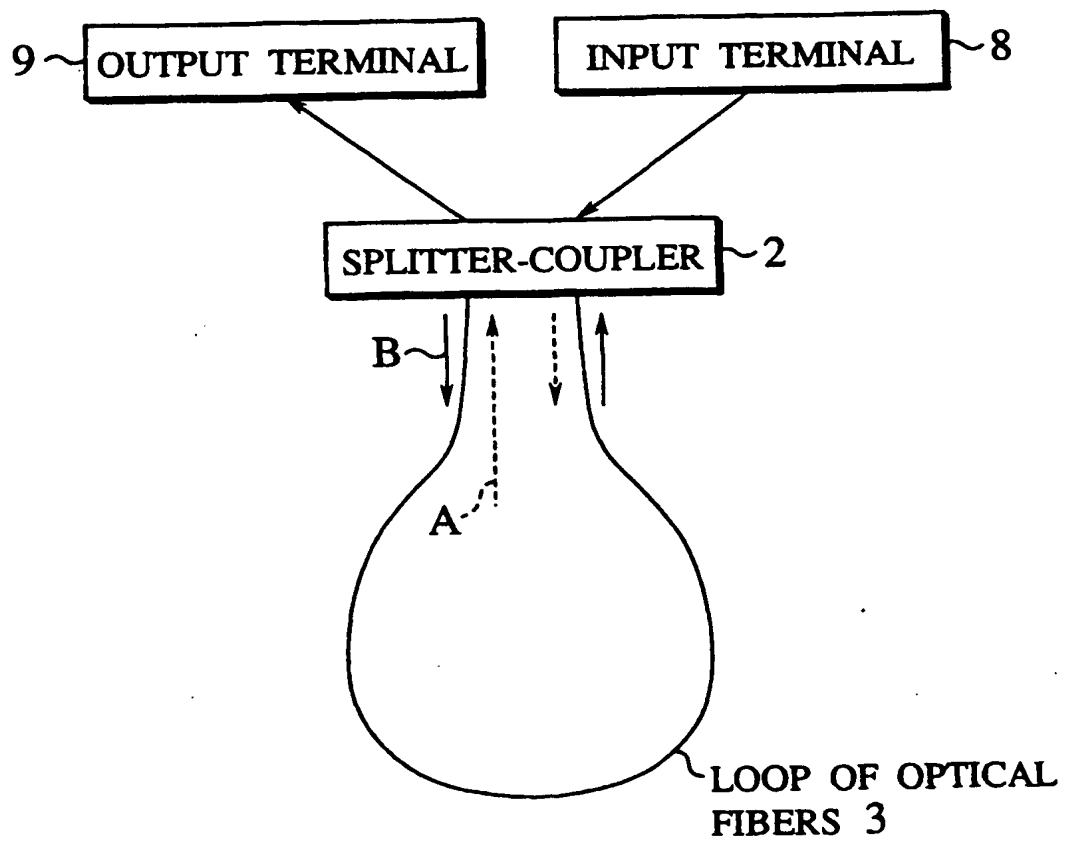 9 OUTPUT TERMINAL
INPUT TERMINAL 8
SPLITTER-COUPLER 2
B
A
LOOP OF OPTICAL
FIBERS 3